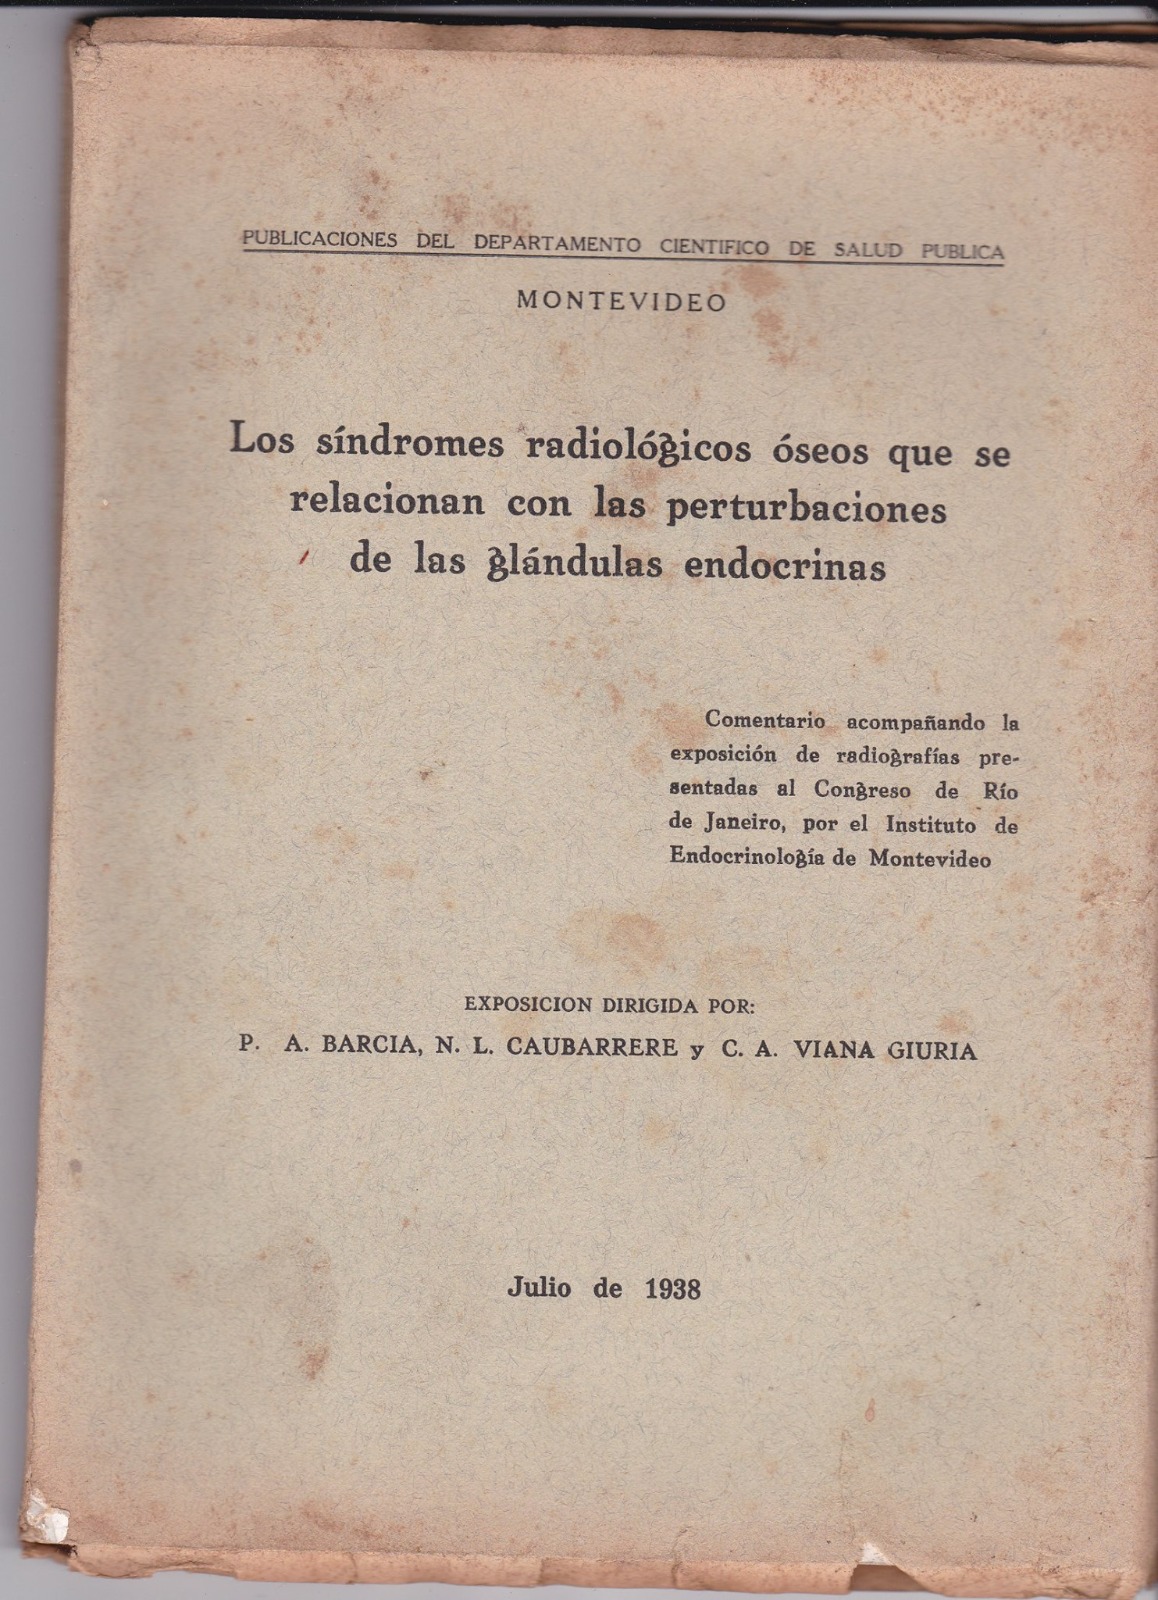 PUBLICACIONES DEL DEPARTAMENTO CIENTIFICO DE SALUD PUBLICA
MONTEVIDEO
Los síndromes radiológicos óseos que se
relacionan con las perturbaciones
de las glándulas endocrinas
Comentario acompañando la
exposición de radiografías pre-
sentadas al Congreso de Río
de Janeiro, por el Instituto de
Endocrinología de Montevideo
EXPOSICION DIRIGIDA POR:
P. A. BARCIA, N. L. CAUBARRERE y C. A. VIANA GIURIA
Julio de 1938